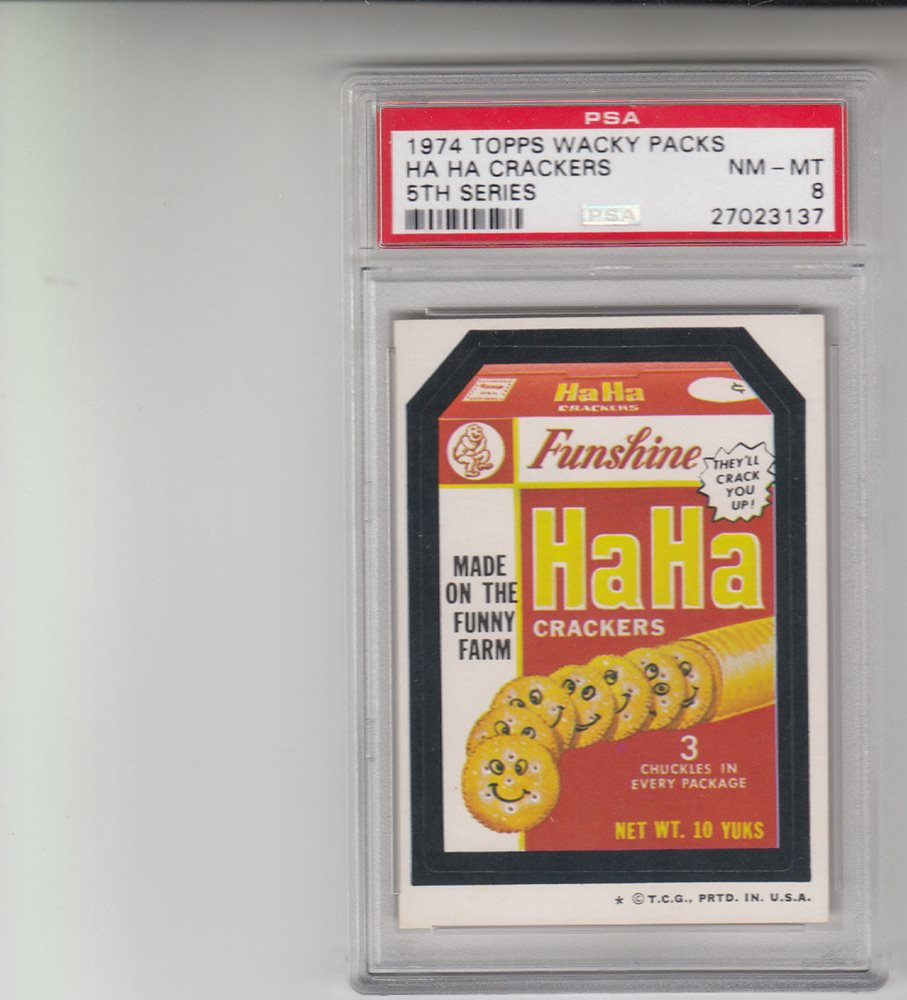 PSA
1974 TOPPS WACKY PACKS
HA HA CRACKERS NM – MT
5TH SERIES 8
PSA 27023137
HaHa
CRACKERS
Funshine
THEY'LL
CRACK
YOU
UP!
HaHa
CRACKERS
MADE
ON THE
FUNNY
FARM
3
CHUCKLES IN
EVERY PACKAGE
NET WT. 10 YUKS
* ©T.C.G., PRTD. IN. U.S.A.